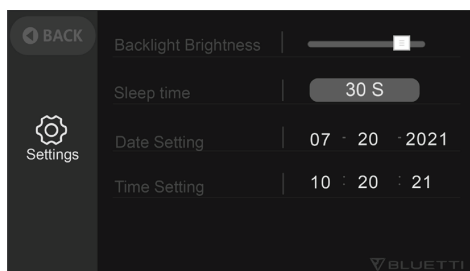 BACK
Backlight Brightness
Sleep time 30 S
Settings
Date Setting 07 - 20 - 2021
Time Setting 10 : 20 : 21
BLUETTI